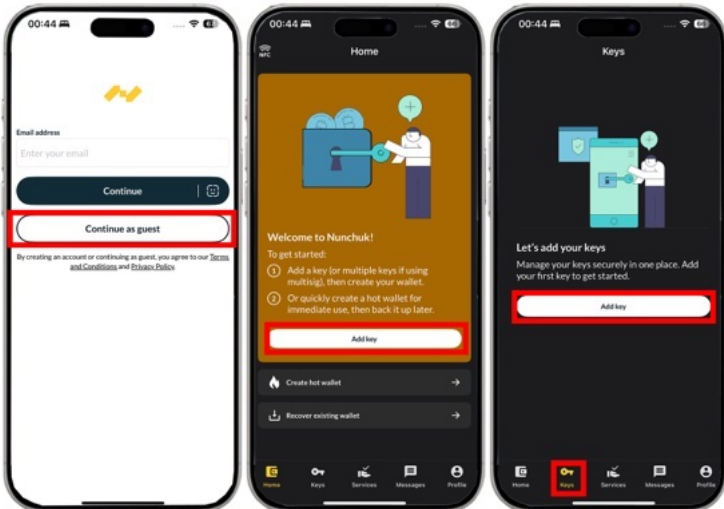 00:44
Email address
Enter your email
Continue
Continue as guest
By creating an account or continuing as guest, you agree to our Terms
and Conditions and Privacy Policy.
00:44
NFC
Home
Welcome to Nunchuk!
To get started:
1 Add a key (or multiple keys if using
multisig), then create your wallet.
2 Or quickly create a hot wallet for
immediate use, then back it up later.
Add key
Create hot wallet
Recover existing wallet
Home Keys Services Messages Profile
00:44
Keys
Let's add your keys
Manage your keys securely in one place. Add
your first key to get started.
Add key
Home Keys Services Messages Profile